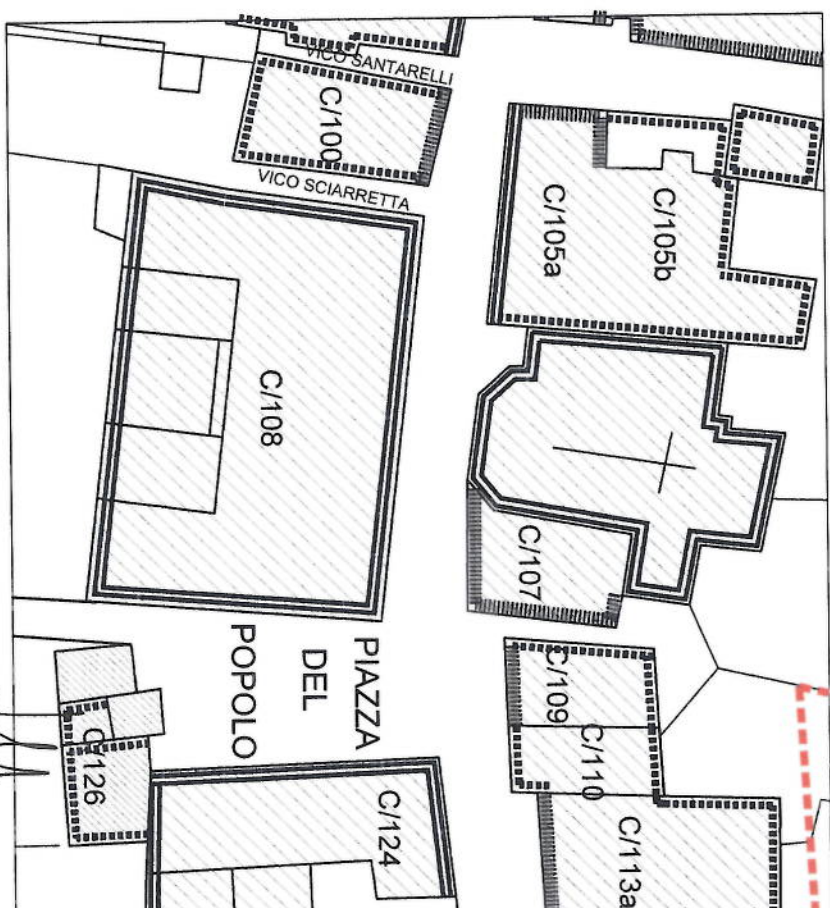 VICO SANTARELLI
C/100
VICO SCIARRETTA
C/105a
C/105b
C/108
C/107
PIAZZA
DEL
POPOLO
C/109
C/110
C/126
C/124
C/113a